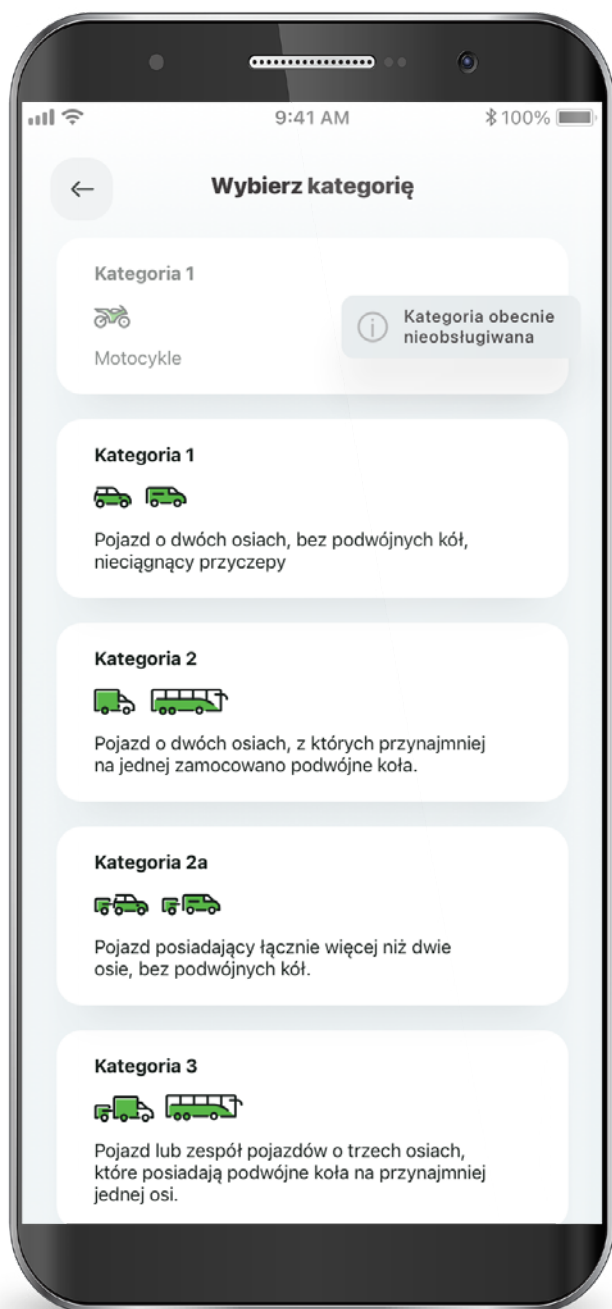 9:41 AM
100%
Wybierz kategorię
Kategoria 1
Kategoria obecnie
nieobsługiwana
Motocykle
Kategoria 1
Pojazd o dwóch osiach, bez podwójnych kół,
nieciągnący przyczepy
Kategoria 2
Pojazd o dwóch osiach, z których przynajmniej
na jednej zamocowano podwójne koła.
Kategoria 2a
Pojazd posiadający łącznie więcej niż dwie
osie, bez podwójnych kół.
Kategoria 3
Pojazd lub zespół pojazdów o trzech osiach,
które posiadają podwójne koła na przynajmniej
jednej osi.